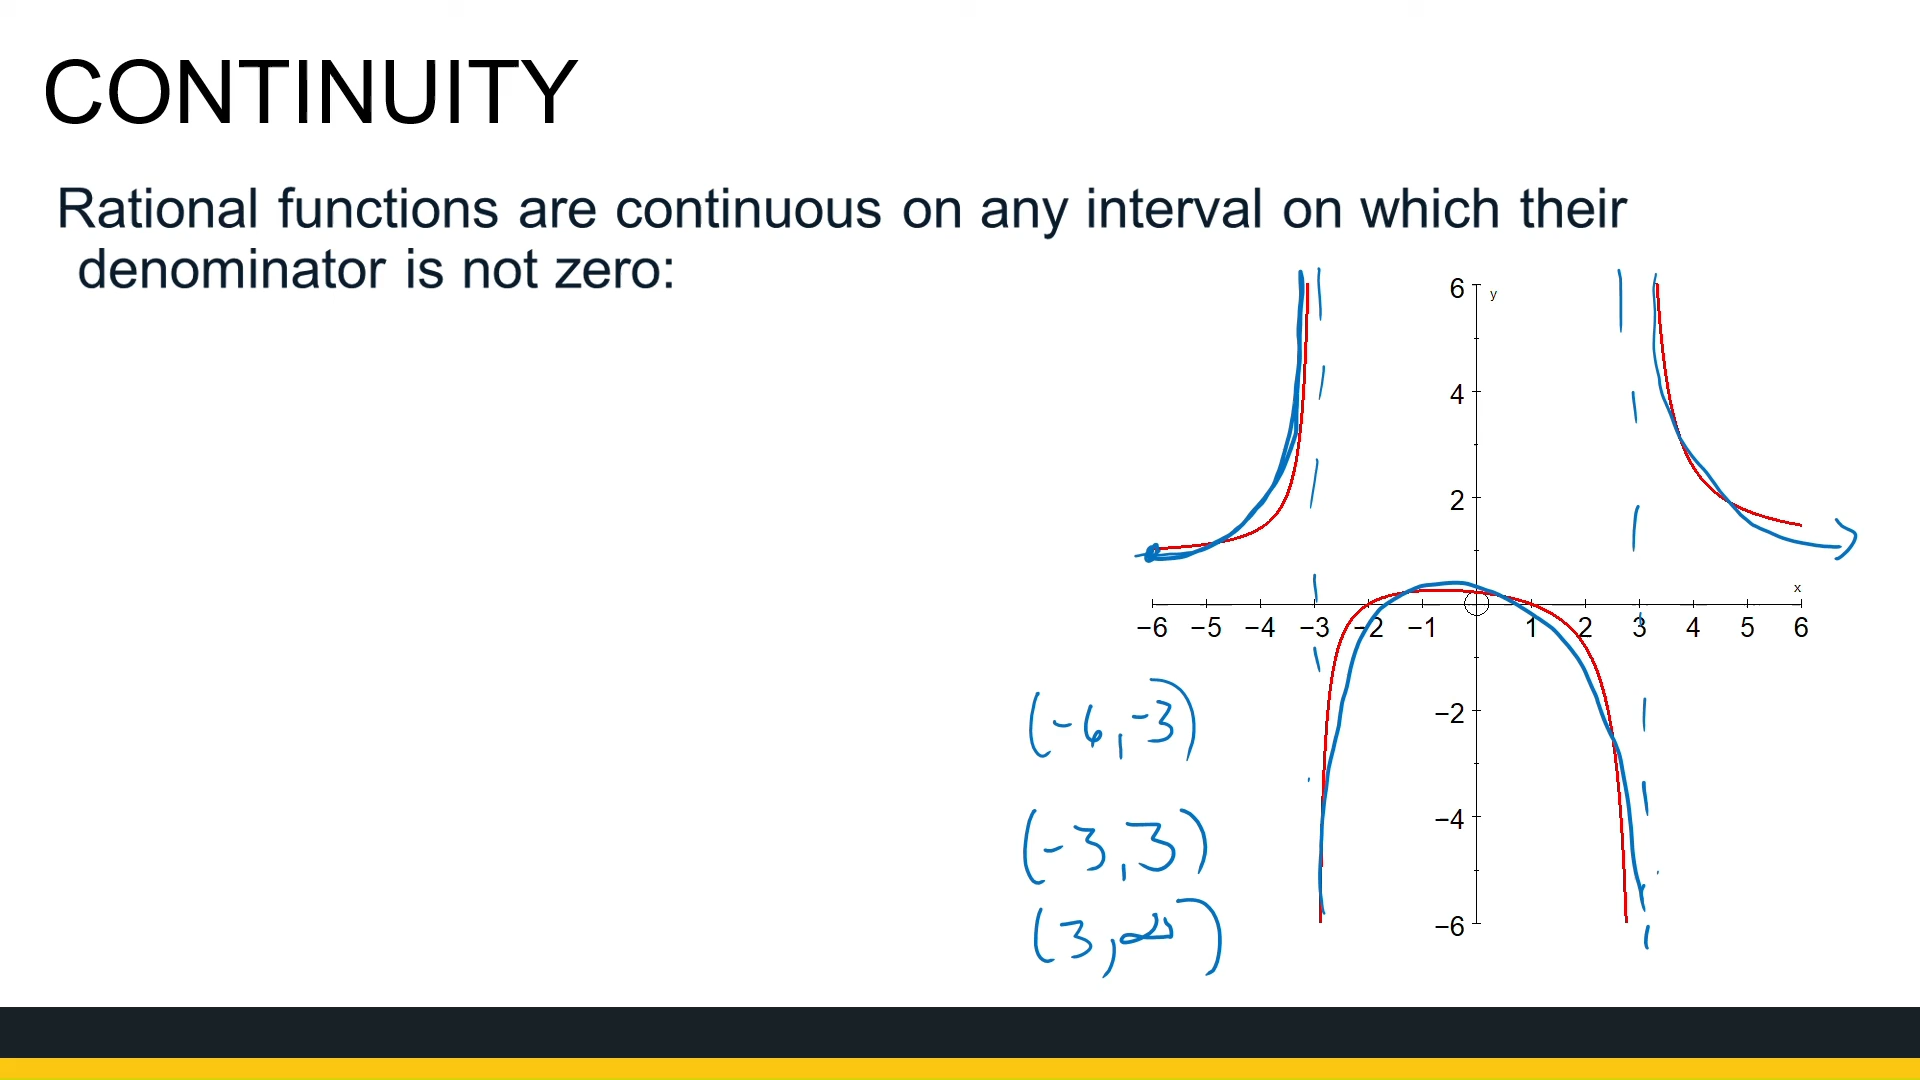 CONTINUITY
Rational functions are continuous on any interval on which their
denominator is not zero:
6 y
4
2
x
−6 −5 −4 −3 −2 −1 1 2 3 4 5 6
−2
−4
−6
(-6,-3)
(-3,3)
(3,∞)